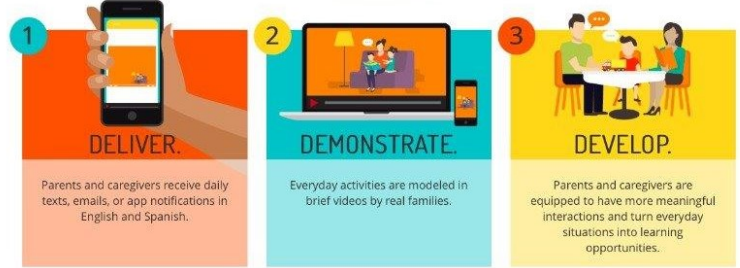 1
DELIVER.
Parents and caregivers receive daily
texts, emails, or app notifications in
English and Spanish.
2
DEMONSTRATE.
Everyday activities are modeled in
brief videos by real families.
3
DEVELOP.
Parents and caregivers are
equipped to have more meaningful
interactions and turn everyday
situations into learning
opportunities.